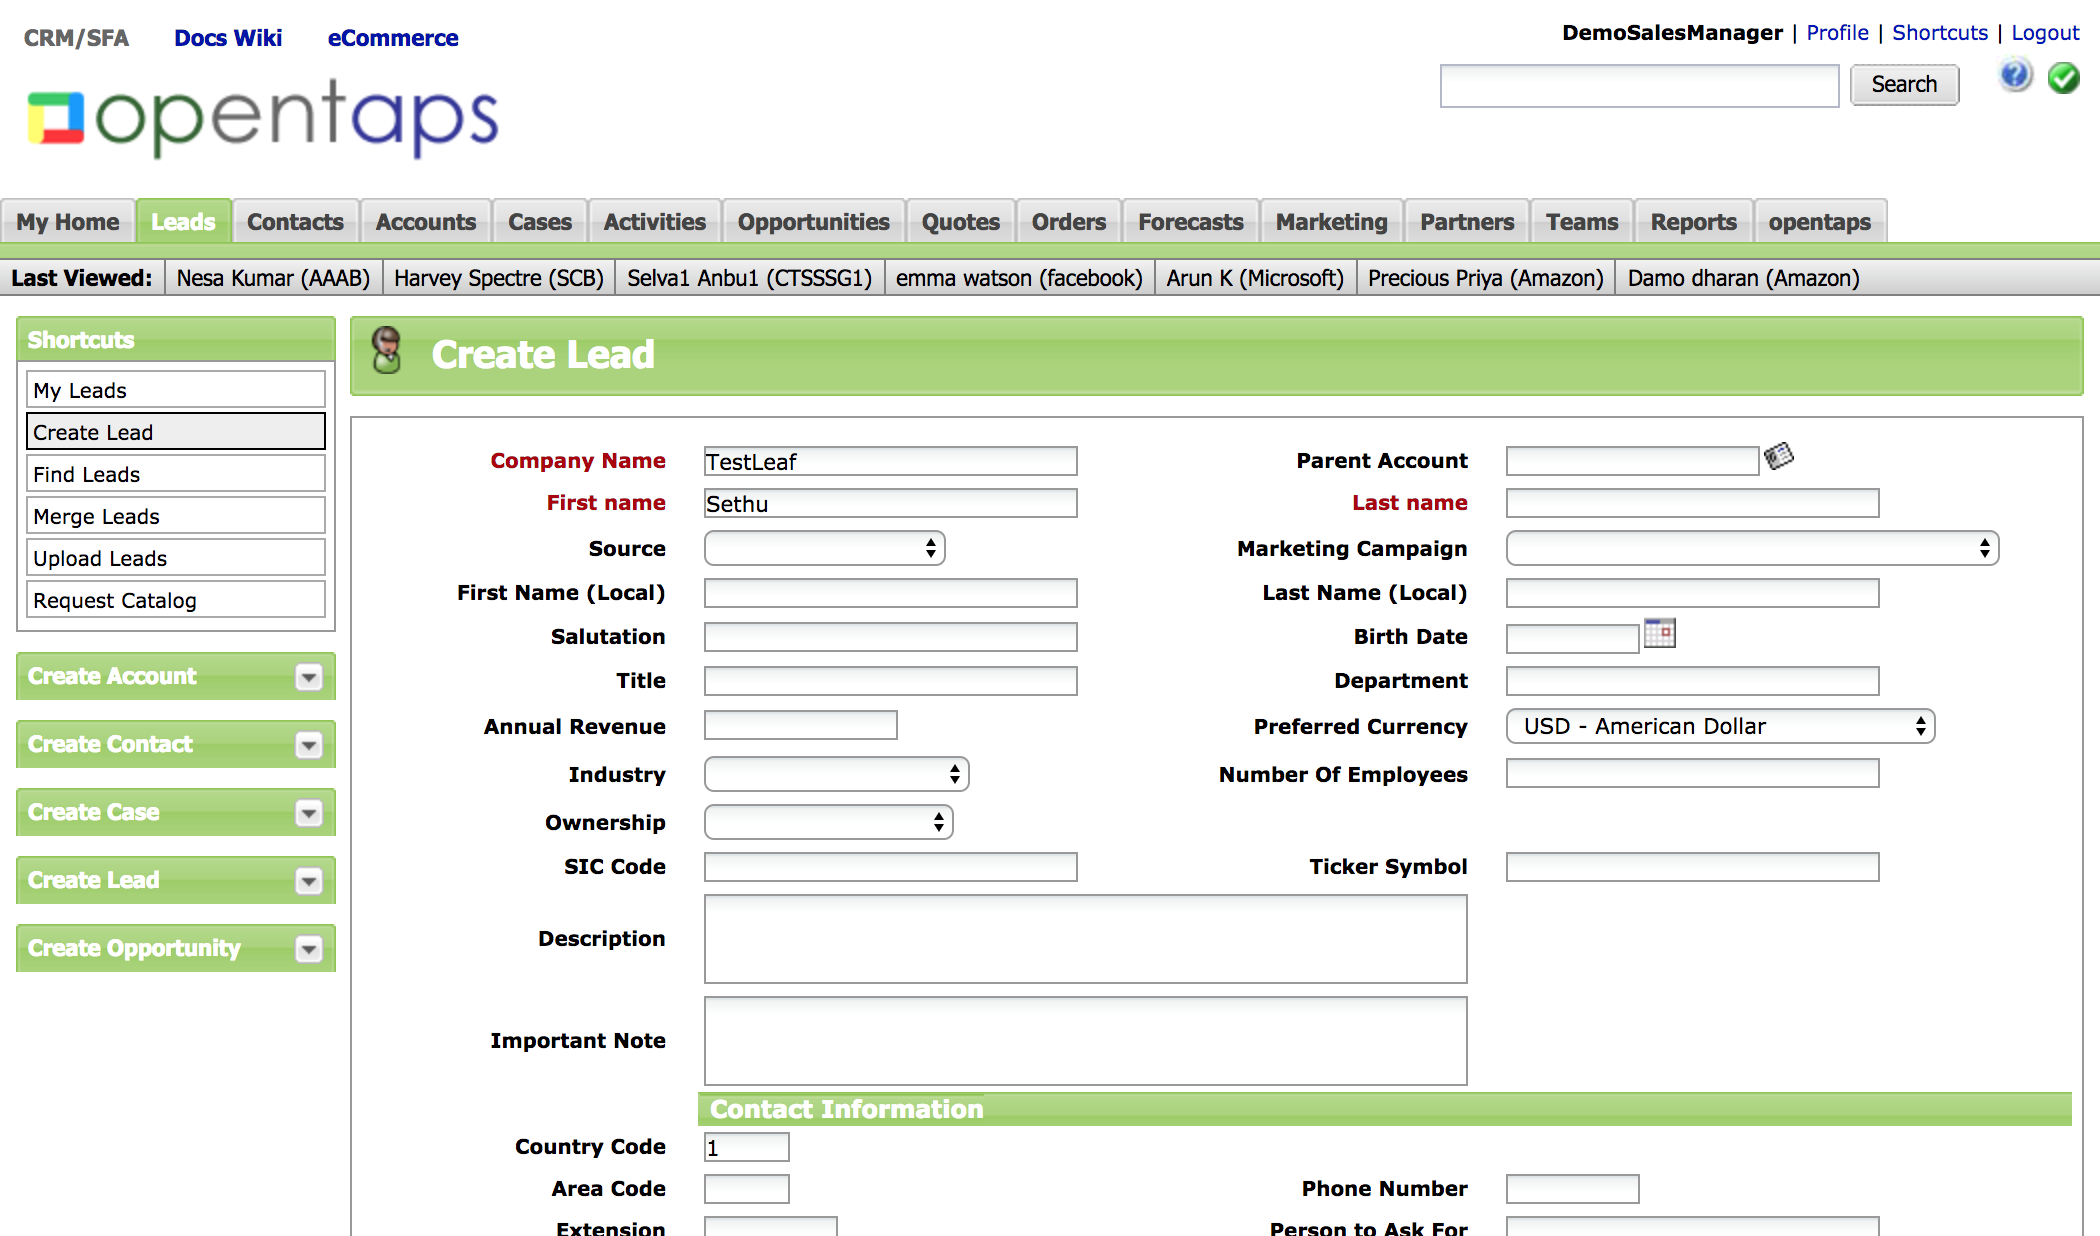 CRM/SFA Docs Wiki eCommerce
DemoSalesManager | Profile | Shortcuts | Logout
opentaps
Search
My Home Leads Contacts Accounts Cases Activities Opportunities Quotes Orders Forecasts Marketing Partners Teams Reports opentaps
Last Viewed: Nesa Kumar (AAAB) Harvey Spectre (SCB) Selva1 Anbu1 (CTSSSG1) emma watson (facebook) Arun K (Microsoft) Precious Priya (Amazon) Damo dharan (Amazon)
Shortcuts
My Leads
Create Lead
Find Leads
Merge Leads
Upload Leads
Request Catalog
Create Account
Create Contact
Create Case
Create Lead
Create Opportunity
Create Lead
Company Name TestLeaf Parent Account
First name Sethu Last name
Source Marketing Campaign
First Name (Local) Last Name (Local)
Salutation Birth Date
Title Department
Annual Revenue Preferred Currency USD - American Dollar
Industry Number Of Employees
Ownership
SIC Code Ticker Symbol
Description
Important Note
Contact Information
Country Code 1
Area Code Phone Number
Extension Person to Ask For